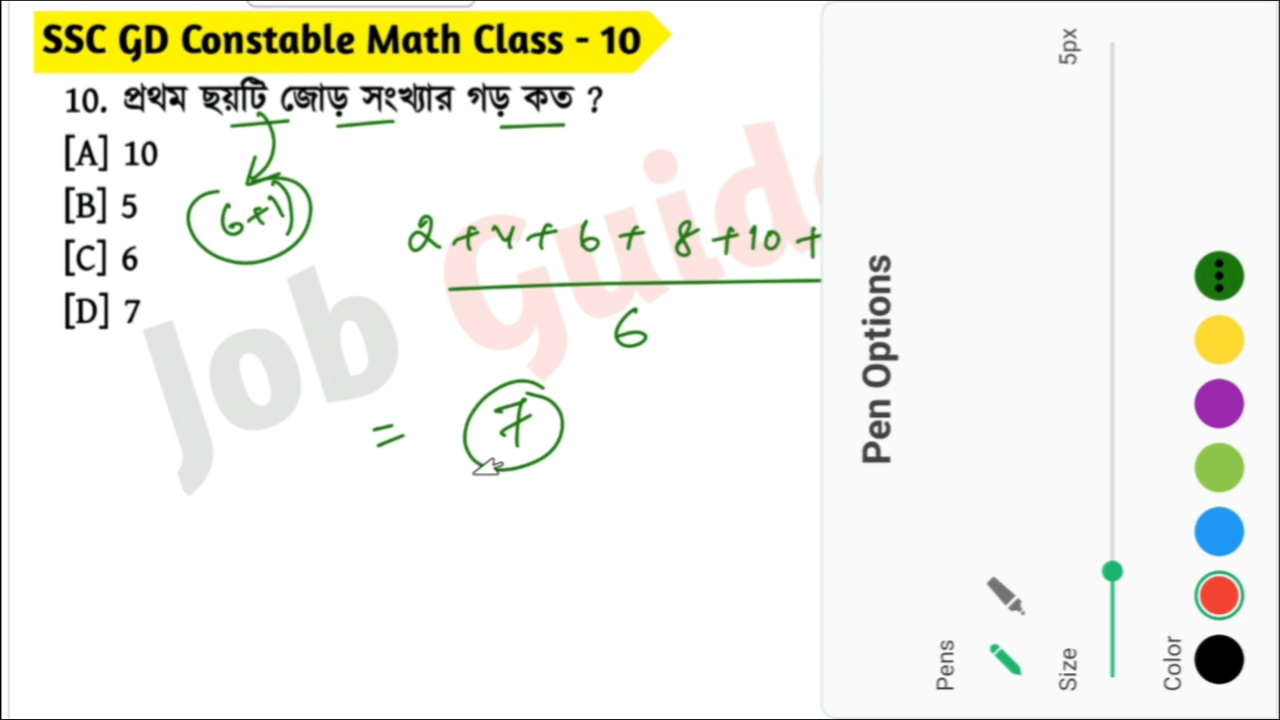 SSC GD Constable Math Class - 10
10. প্রথম ছয়টি জোড় সংখ্যার গড় কত ?
[A] 10
[B] 5
[C] 6
[D] 7
(6+1)
2 + 4 + 6 + 8 + 10 +
6
= 7
Job Guide
Pen Options
Pens
Size
5px
Color